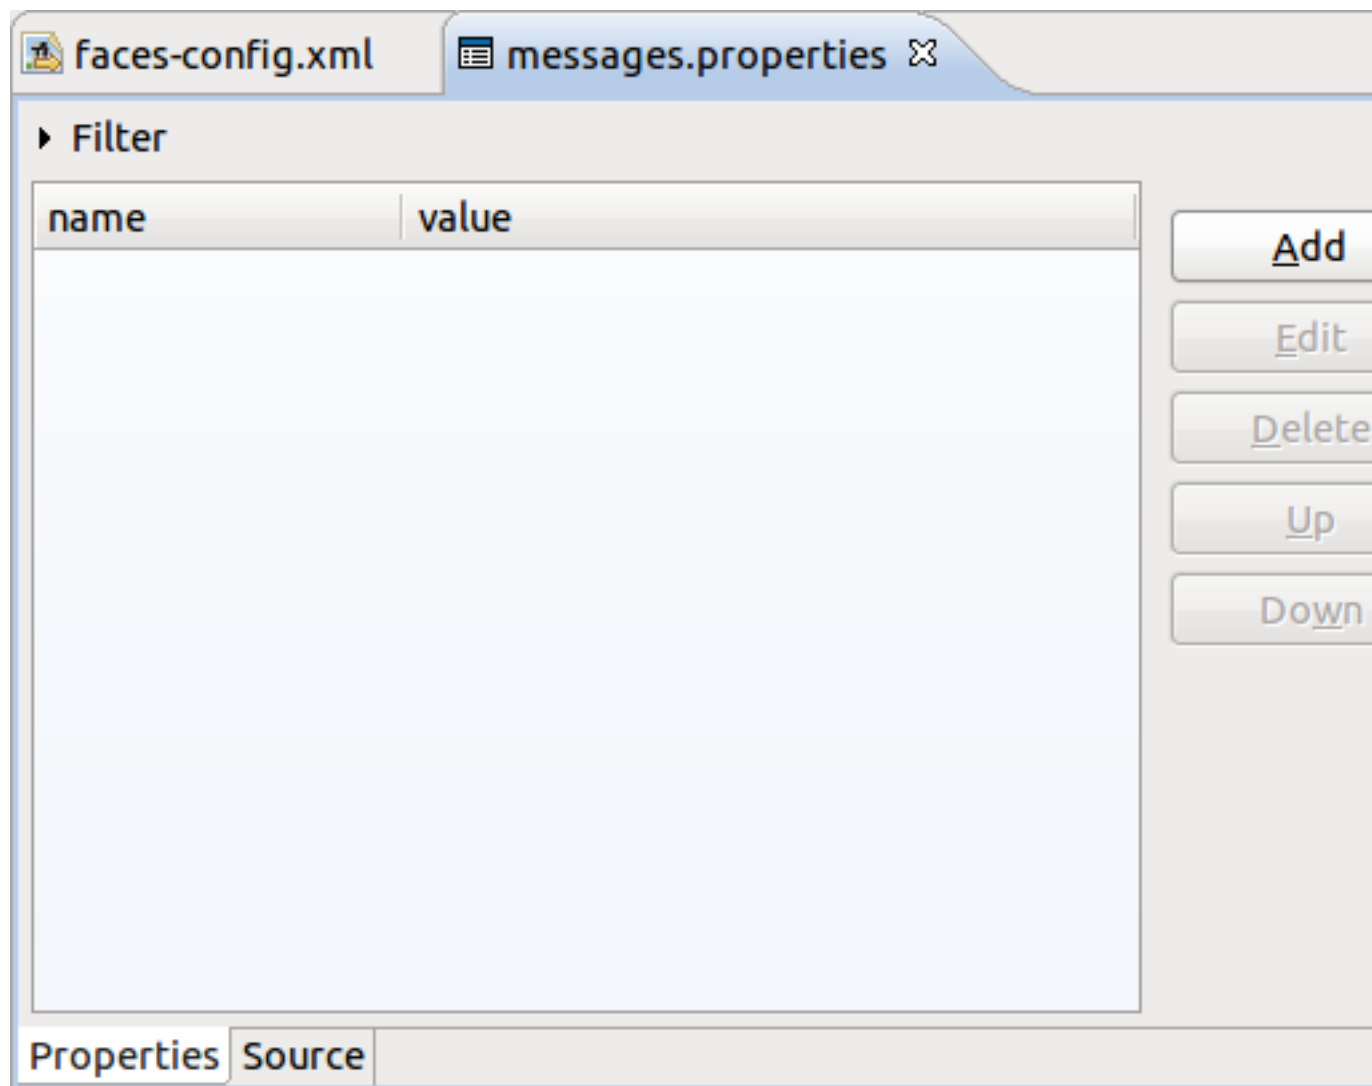 faces-config.xml messages.properties
Filter
name value
Add
Edit
Delete
Up
Down
Properties Source